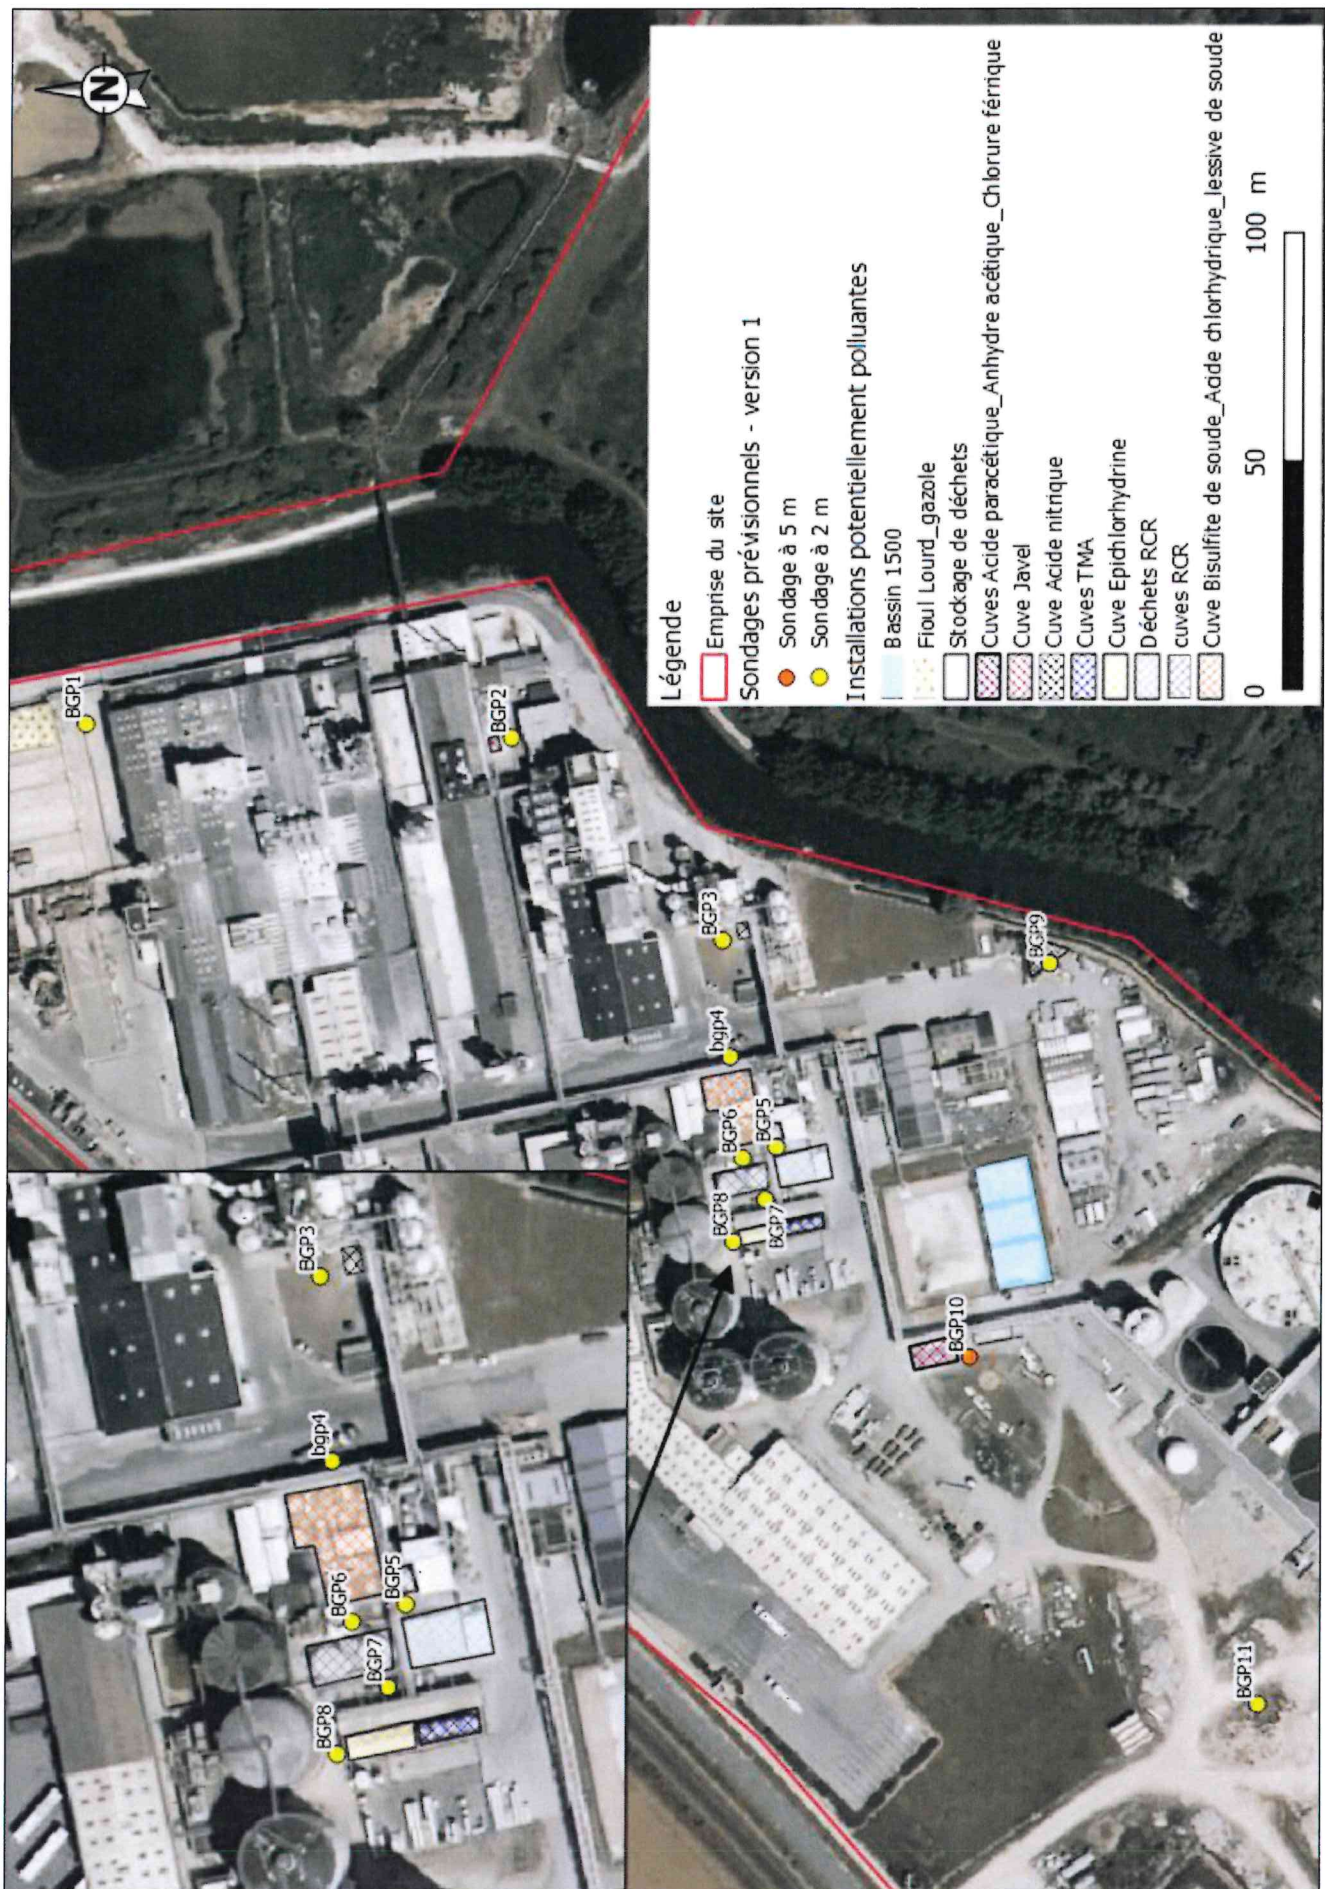 N
BGP1
BGP2
BGP3
bgp4
BGP6
BGP5
BGP8
BGP7
BGP9
BGP10
BGP11
BGP3
bgp4
BGP6
BGP5
BGP7
BGP8
Légende
Emprise du site
Sondages prévisionnels - version 1
Sondage à 5 m
Sondage à 2 m
Installations potentiellement polluantes
Bassin 1500
Fioul Lourd_gazole
Stockage de déchets
Cuves Acide paracétique_Anhydre acétique_Chlorure férrique
Cuve Javel
Cuve Acide nitrique
Cuves TMA
Cuve Epichlorhydrine
Déchets RCR
cuves RCR
Cuve Bisulfite de soude_Acide chlorhydrique_lessive de soude
0 50 100 m